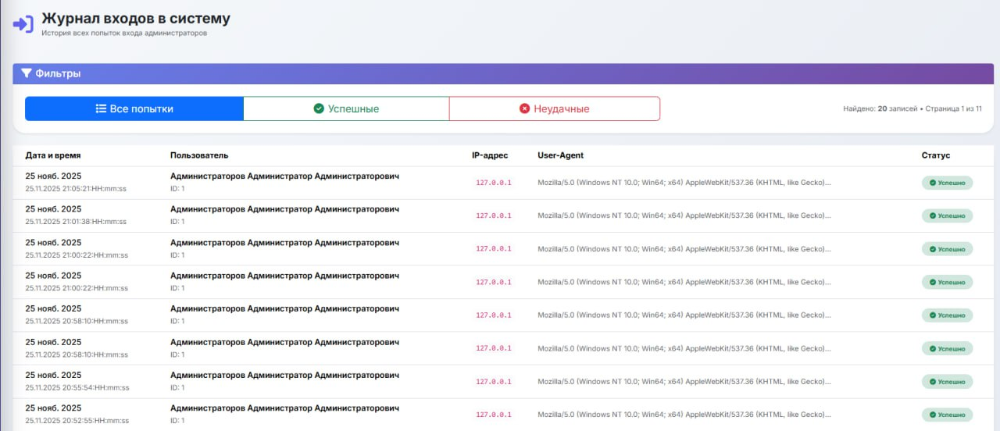 Журнал входов в систему
История всех попыток входа администраторов
Фильтры
Все попытки Успешные Неудачные Найдено: 20 записей • Страница 1 из 11
Дата и время Пользователь IP-адрес User-Agent Статус
25 нояб. 2025 Администраторов Администратор Администраторович
25.11.2025 21:05:21:HH:mm:ss ID: 1 127.0.0.1 Mozilla/5.0 (Windows NT 10.0; Win64; x64) AppleWebKit/537.36 (KHTML, like Gecko)... Успешно
25 нояб. 2025 Администраторов Администратор Администраторович
25.11.2025 21:01:38:HH:mm:ss ID: 1 127.0.0.1 Mozilla/5.0 (Windows NT 10.0; Win64; x64) AppleWebKit/537.36 (KHTML, like Gecko)... Успешно
25 нояб. 2025 Администраторов Администратор Администраторович
25.11.2025 21:00:22:HH:mm:ss ID: 1 127.0.0.1 Mozilla/5.0 (Windows NT 10.0; Win64; x64) AppleWebKit/537.36 (KHTML, like Gecko)... Успешно
25 нояб. 2025 Администраторов Администратор Администраторович
25.11.2025 21:00:22:HH:mm:ss ID: 1 127.0.0.1 Mozilla/5.0 (Windows NT 10.0; Win64; x64) AppleWebKit/537.36 (KHTML, like Gecko)... Успешно
25 нояб. 2025 Администраторов Администратор Администраторович
25.11.2025 20:58:10:HH:mm:ss ID: 1 127.0.0.1 Mozilla/5.0 (Windows NT 10.0; Win64; x64) AppleWebKit/537.36 (KHTML, like Gecko)... Успешно
25 нояб. 2025 Администраторов Администратор Администраторович
25.11.2025 20:58:10:HH:mm:ss ID: 1 127.0.0.1 Mozilla/5.0 (Windows NT 10.0; Win64; x64) AppleWebKit/537.36 (KHTML, like Gecko)... Успешно
25 нояб. 2025 Администраторов Администратор Администраторович
25.11.2025 20:55:54:HH:mm:ss ID: 1 127.0.0.1 Mozilla/5.0 (Windows NT 10.0; Win64; x64) AppleWebKit/537.36 (KHTML, like Gecko)... Успешно
25 нояб. 2025 Администраторов Администратор Администраторович
25.11.2025 20:52:55:HH:mm:ss ID: 1 127.0.0.1 Mozilla/5.0 (Windows NT 10.0; Win64; x64) AppleWebKit/537.36 (KHTML, like Gecko)... Успешно